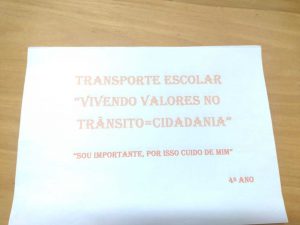 TRANSPORTE ESCOLAR
"VIVENDO VALORES NO
TRÂNSITO=CIDADANIA"
"SOU IMPORTANTE, POR ISSO CUIDO DE MIM"
4º ANO